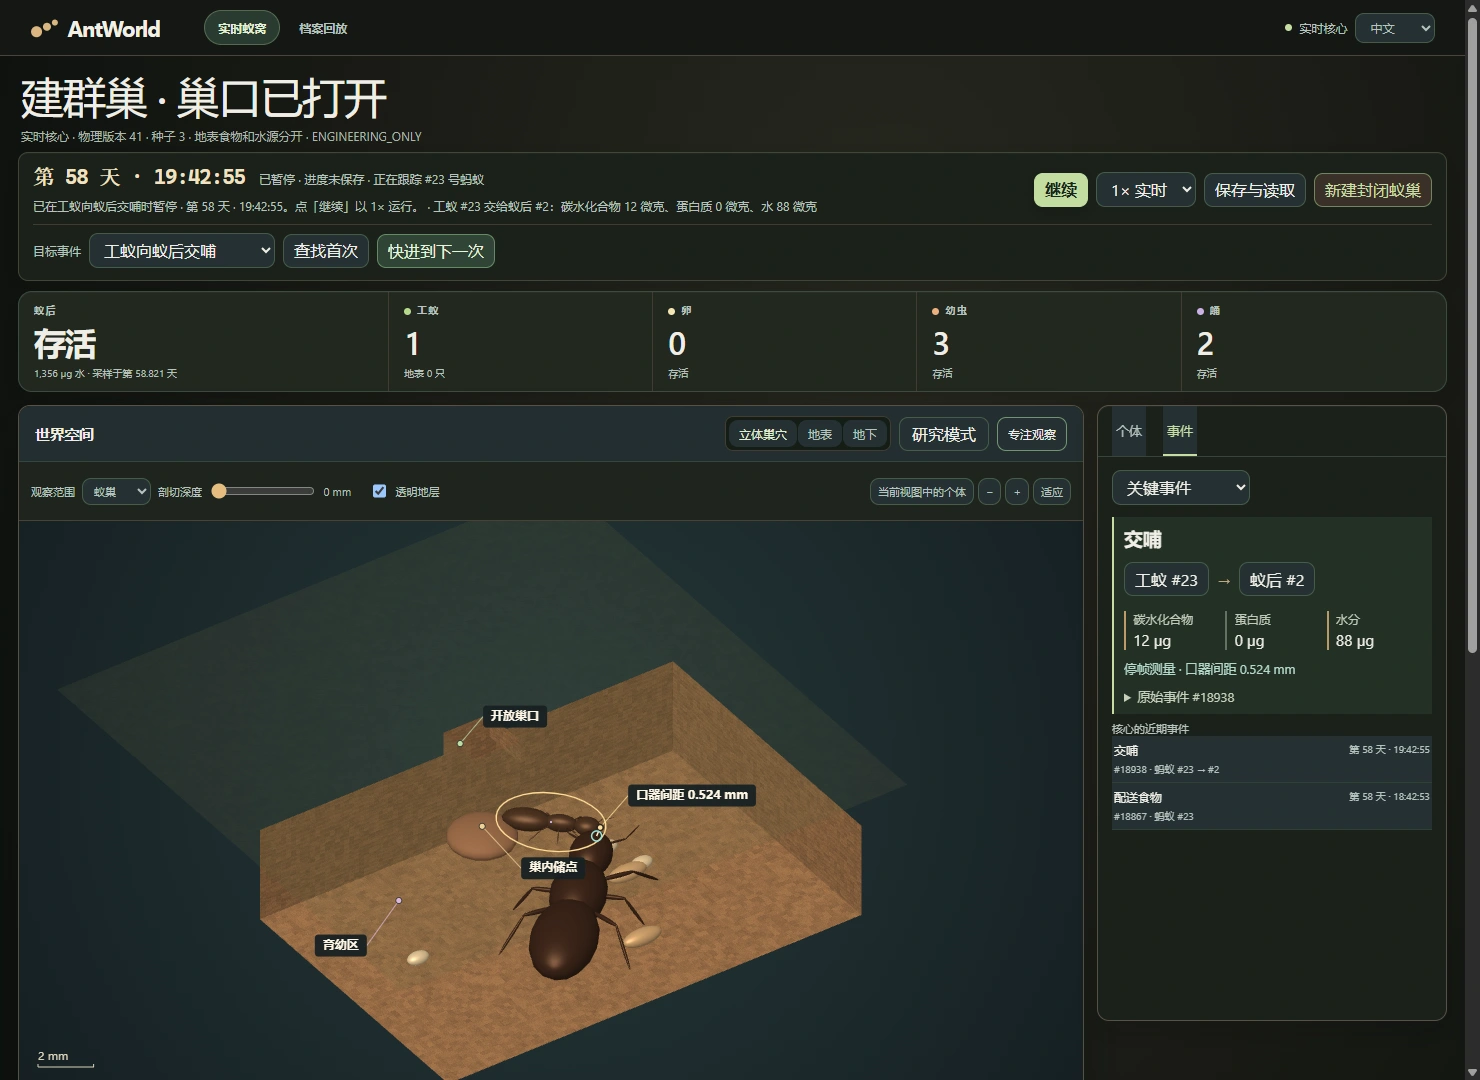 AntWorld
实时蚁窝
档案回放
实时核心
中文
建群巢 · 巢口已打开
实时核心 · 物理版本 41 · 种子 3 · 地表食物和水源分开 · ENGINEERING_ONLY
第 58 天 · 19:42:55
已暂停 · 进度未保存 · 正在跟踪 #23 号蚂蚁
已在工蚁向蚁后交哺时暂停 · 第 58 天 · 19:42:55。点「继续」以 1× 运行。 · 工蚁 #23 交给蚁后 #2：碳水化合物 12 微克、蛋白质 0 微克、水 88 微克
继续
1× 实时
保存与读取
新建封闭蚁巢
目标事件
工蚁向蚁后交哺
查找首次
快进到下一次
蚁后
存活
1,356 µg 水 · 采样于第 58.821 天
工蚁
1
地表 0 只
卵
0
存活
幼虫
3
存活
蛹
2
存活
世界空间
立体巢穴
地表
地下
研究模式
专注观察
观察范围
蚁巢
剖切深度
0 mm
透明地层
当前视图中的个体
−
+
适应
开放巢口
口器间距 0.524 mm
巢内储点
育幼区
2 mm
个体
事件
关键事件
交哺
工蚁 #23 → 蚁后 #2
碳水化合物
12 µg
蛋白质
0 µg
水分
88 µg
停帧测量 · 口器间距 0.524 mm
▶ 原始事件 #18938
核心的近期事件
交哺
第 58 天 · 19:42:55
#18938 · 蚂蚁 #23 → #2
配送食物
第 58 天 · 18:42:53
#18867 · 蚂蚁 #23